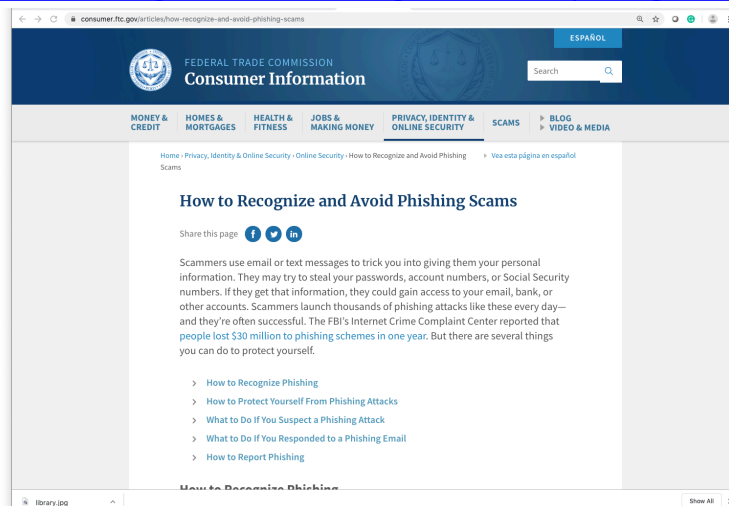 consumer.ftc.gov/articles/how-recognize-and-avoid-phishing-scams
ESPAÑOL
FEDERAL TRADE COMMISSION
Consumer Information
Search
MONEY & CREDIT
HOMES & MORTGAGES
HEALTH & FITNESS
JOBS & MAKING MONEY
PRIVACY, IDENTITY & ONLINE SECURITY
SCAMS
BLOG
VIDEO & MEDIA
Home › Privacy, Identity & Online Security › Online Security › How to Recognize and Avoid Phishing
Scams
Vea esta página en español
How to Recognize and Avoid Phishing Scams
Share this page
Scammers use email or text messages to trick you into giving them your personal
information. They may try to steal your passwords, account numbers, or Social Security
numbers. If they get that information, they could gain access to your email, bank, or
other accounts. Scammers launch thousands of phishing attacks like these every day—
and they're often successful. The FBI's Internet Crime Complaint Center reported that
people lost $30 million to phishing schemes in one year. But there are several things
you can do to protect yourself.
How to Recognize Phishing
How to Protect Yourself From Phishing Attacks
What to Do If You Suspect a Phishing Attack
What to Do If You Responded to a Phishing Email
How to Report Phishing
How to Recognize Phishing
library.jpg
Show All